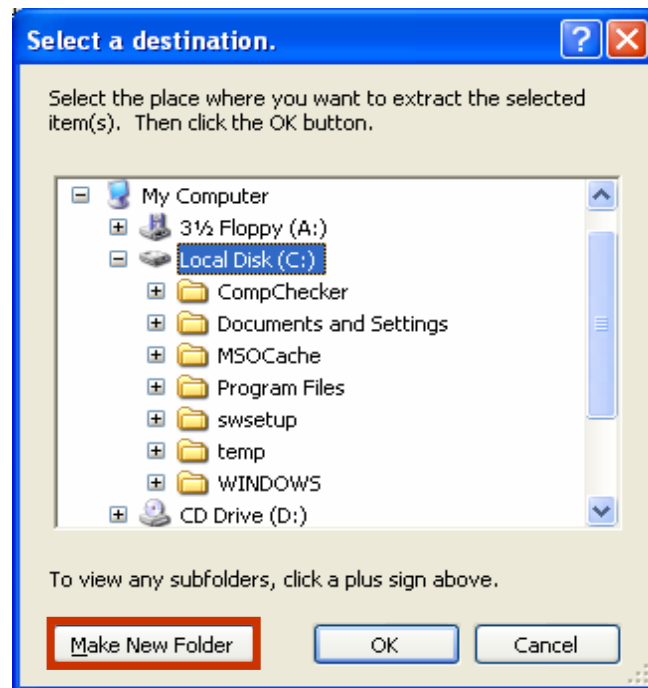 Select a destination.
Select the place where you want to extract the selected
item(s). Then click the OK button.
My Computer
3½ Floppy (A:)
Local Disk (C:)
CompChecker
Documents and Settings
MSOCache
Program Files
swsetup
temp
WINDOWS
CD Drive (D:)
To view any subfolders, click a plus sign above.
Make New Folder
OK
Cancel